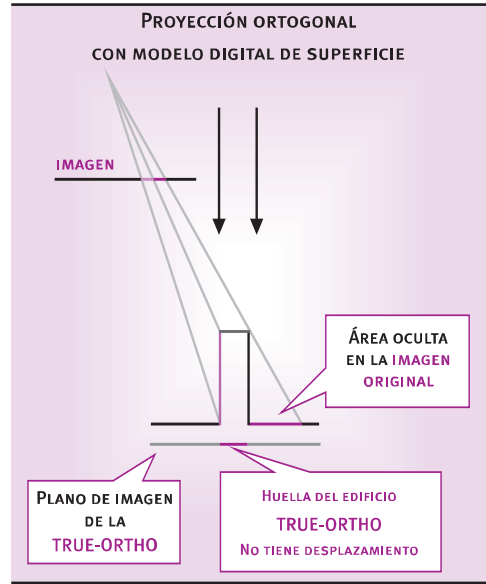 PROYECCIÓN ORTOGONAL
CON MODELO DIGITAL DE SUPERFICIE
IMAGEN
ÁREA OCULTA
EN LA IMAGEN
ORIGINAL
PLANO DE IMAGEN
DE LA
TRUE-ORTHO
HUELLA DEL EDIFICIO
TRUE-ORTHO
NO TIENE DESPLAZAMIENTO